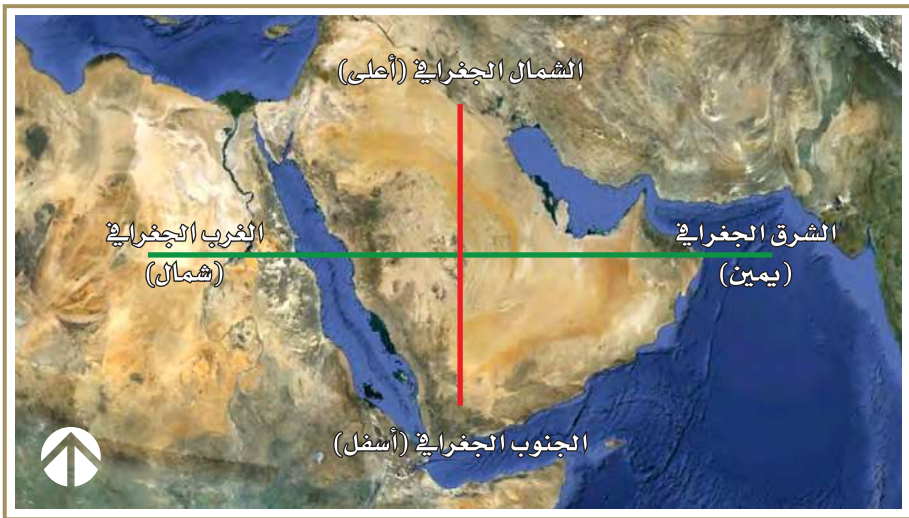 الشمال الجغرافي (أعلى)
الشرق الجغرافي
(يمين)
الغرب الجغرافي
(شمال)
الجنوب الجغرافي (أسفل)